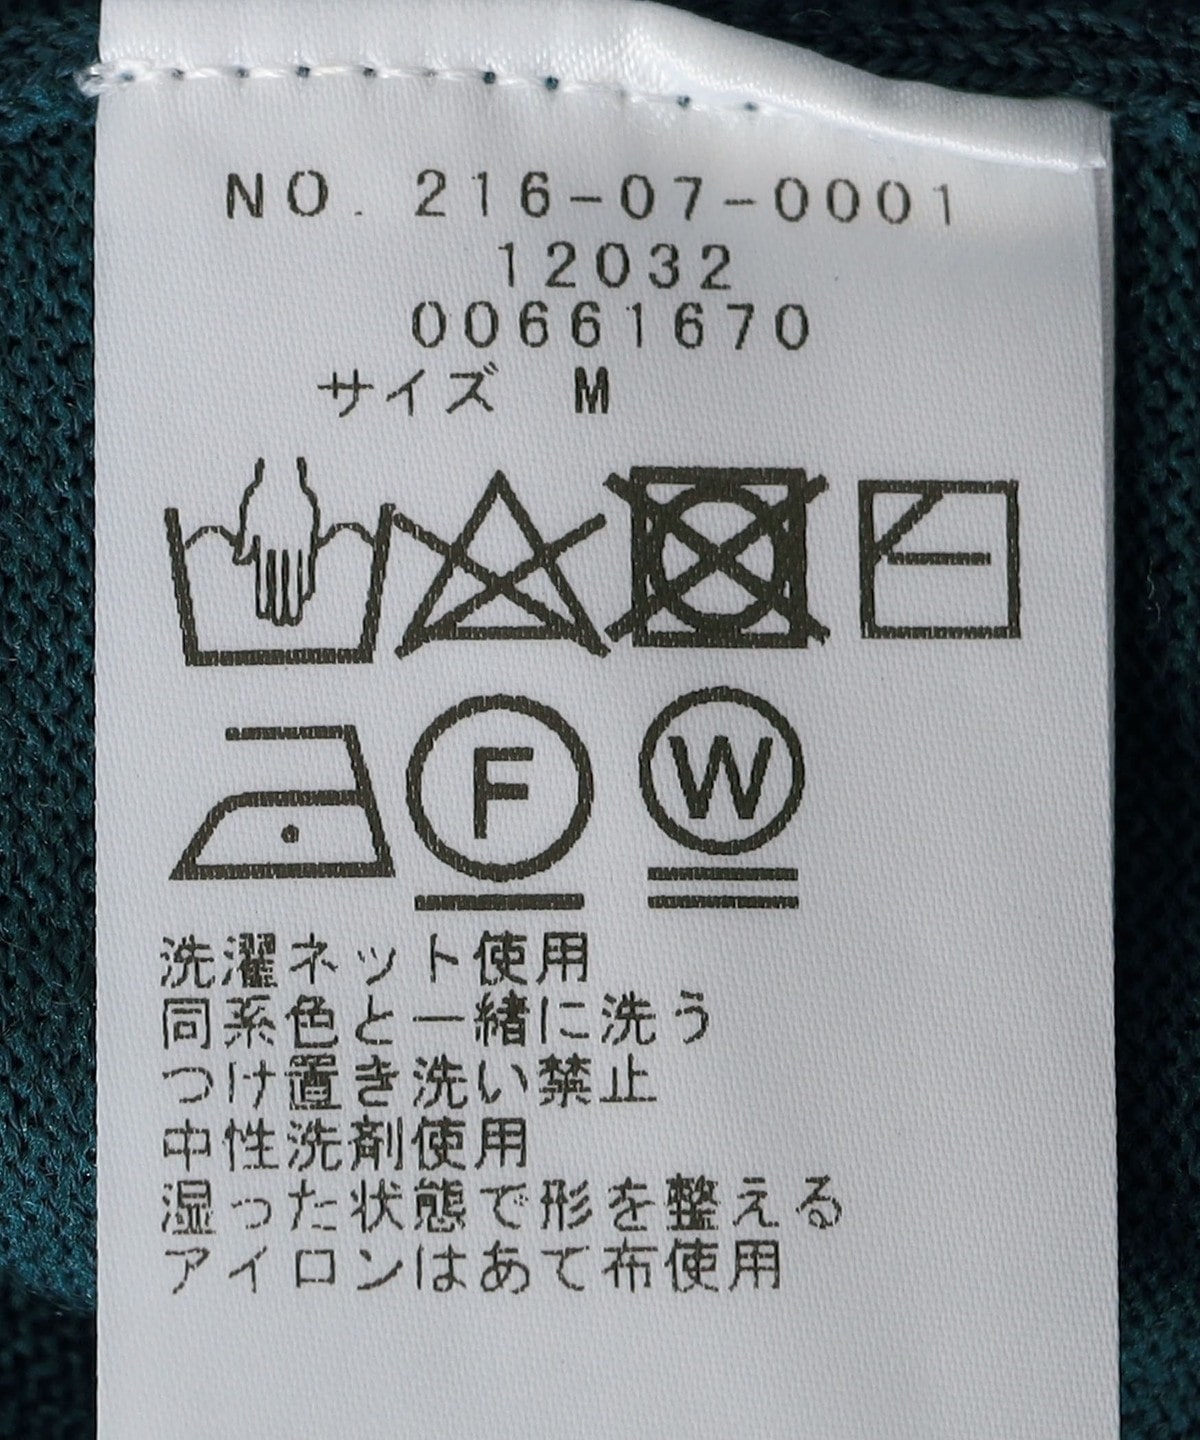 NO. 216-07-0001
12032
00661670
サイズ M
F W
洗濯ネット使用
同系色と一緒に洗う
つけ置き洗い禁止
中性洗剤使用
湿った状態で形を整える
アイロンはあて布使用